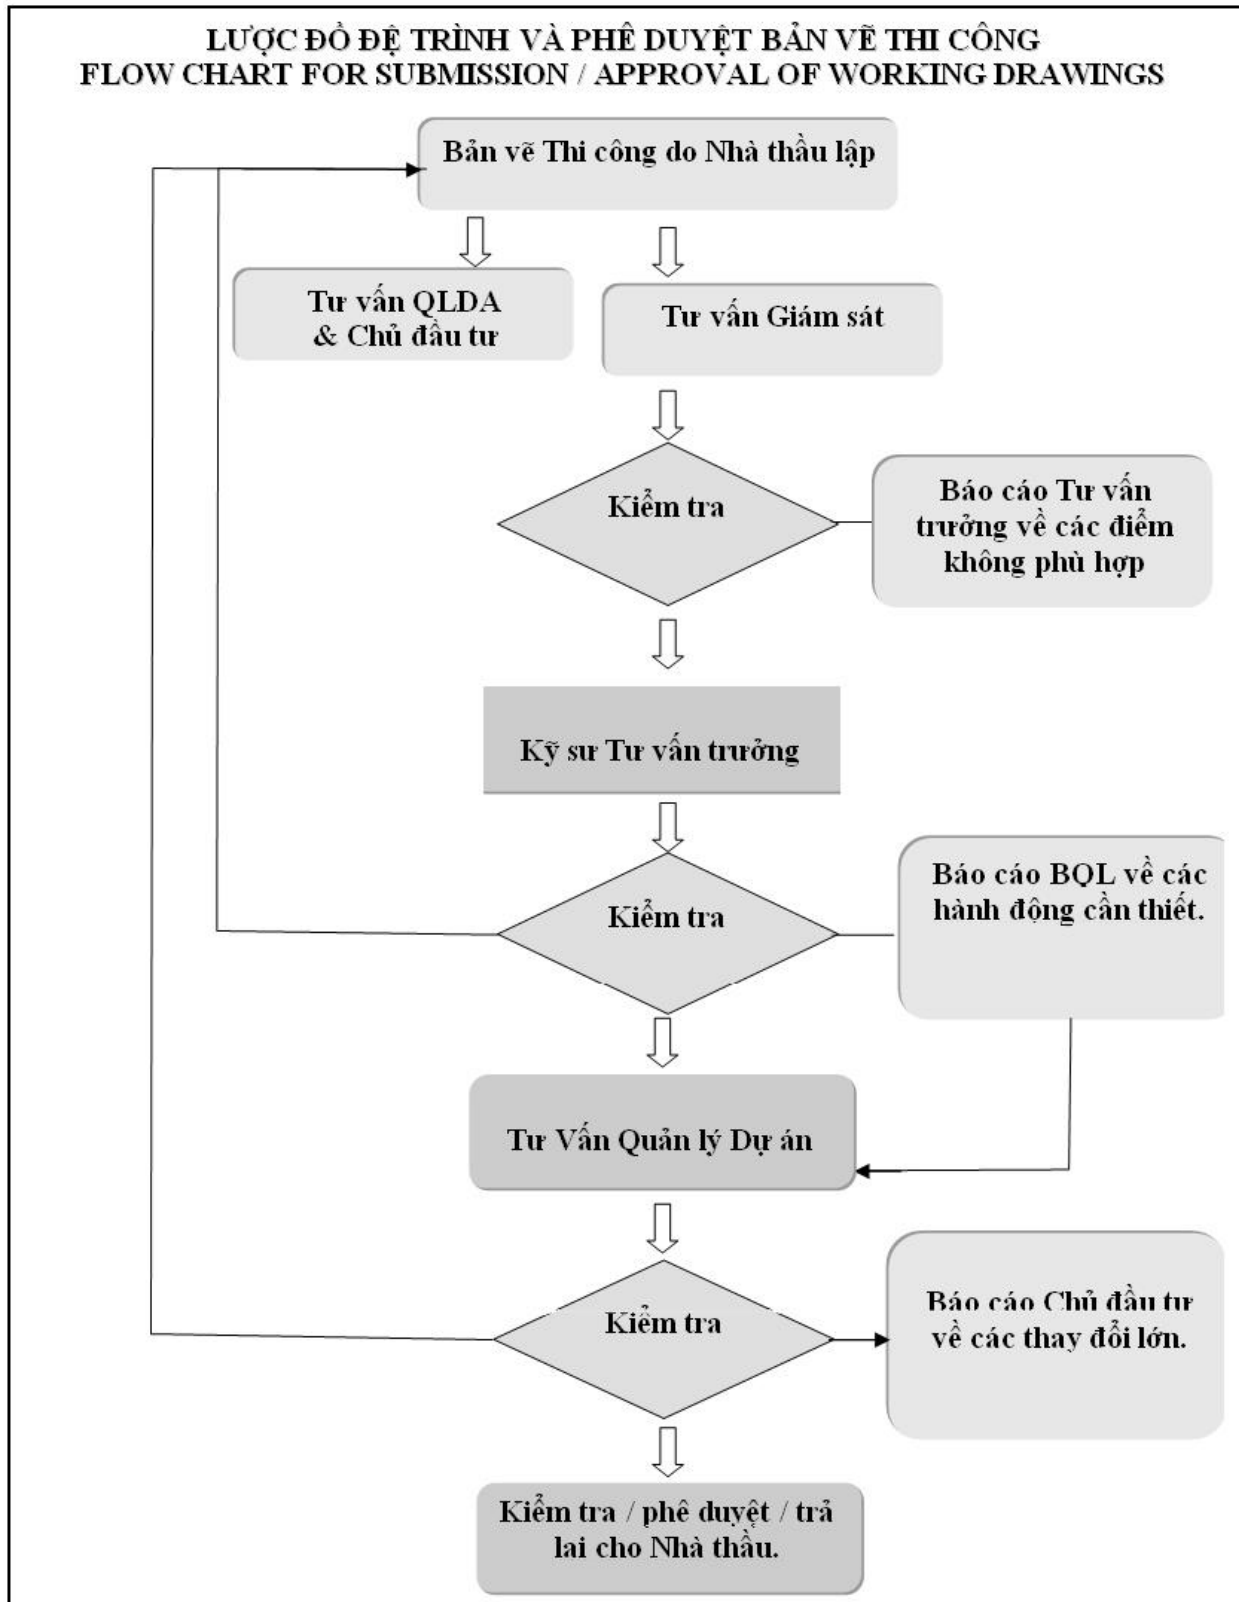 LƯỢC ĐỒ ĐỆ TRÌNH VÀ PHÊ DUYỆT BẢN VẼ THI CÔNG
FLOW CHART FOR SUBMISSION / APPROVAL OF WORKING DRAWINGS
Bản vẽ Thi công do Nhà thầu lập
Tư vấn QLDA
& Chủ đầu tư
Tư vấn Giám sát
Kiểm tra
Báo cáo Tư vấn
trưởng về các điểm
không phù hợp
Kỹ sư Tư vấn trưởng
Kiểm tra
Báo cáo BQL về các
hành động cần thiết.
Tư Vấn Quản lý Dự án
Kiểm tra
Báo cáo Chủ đầu tư
về các thay đổi lớn.
Kiểm tra / phê duyệt / trả
lai cho Nhà thầu.